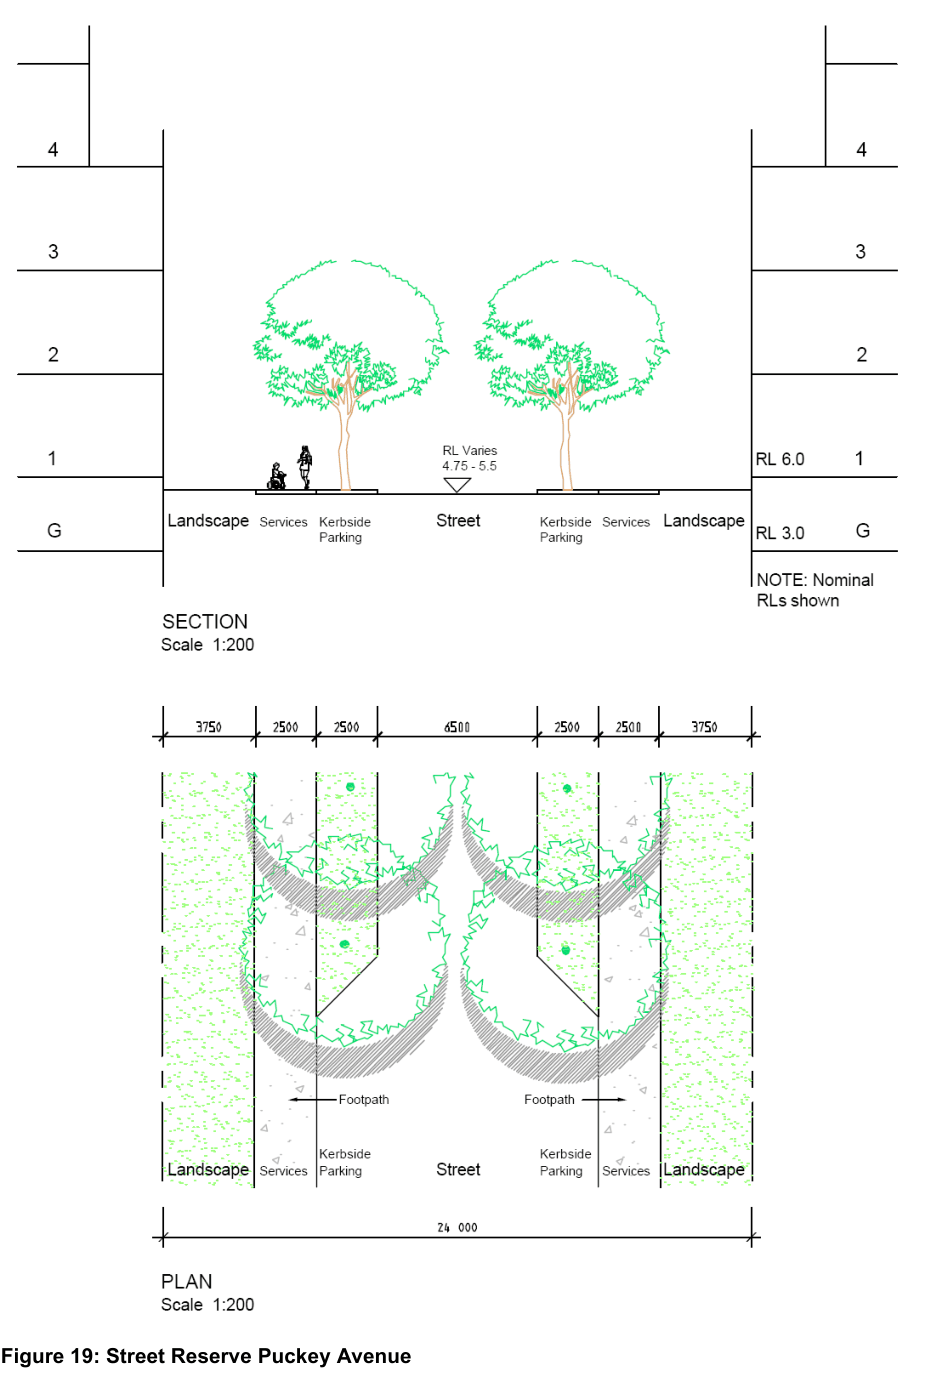 4 4
3 3
2 2
RL Varies
4.75 - 5.5
1 RL 6.0 1
Landscape Services Kerbside Parking Street Kerbside Parking Services Landscape
G RL 3.0 G
NOTE: Nominal
RLs shown
SECTION
Scale 1:200
3750 2500 2500 6500 2500 2500 3750
Footpath Footpath
Landscape Services Kerbside Parking Street Kerbside Parking Services Landscape
24 000
PLAN
Scale 1:200
Figure 19: Street Reserve Puckey Avenue